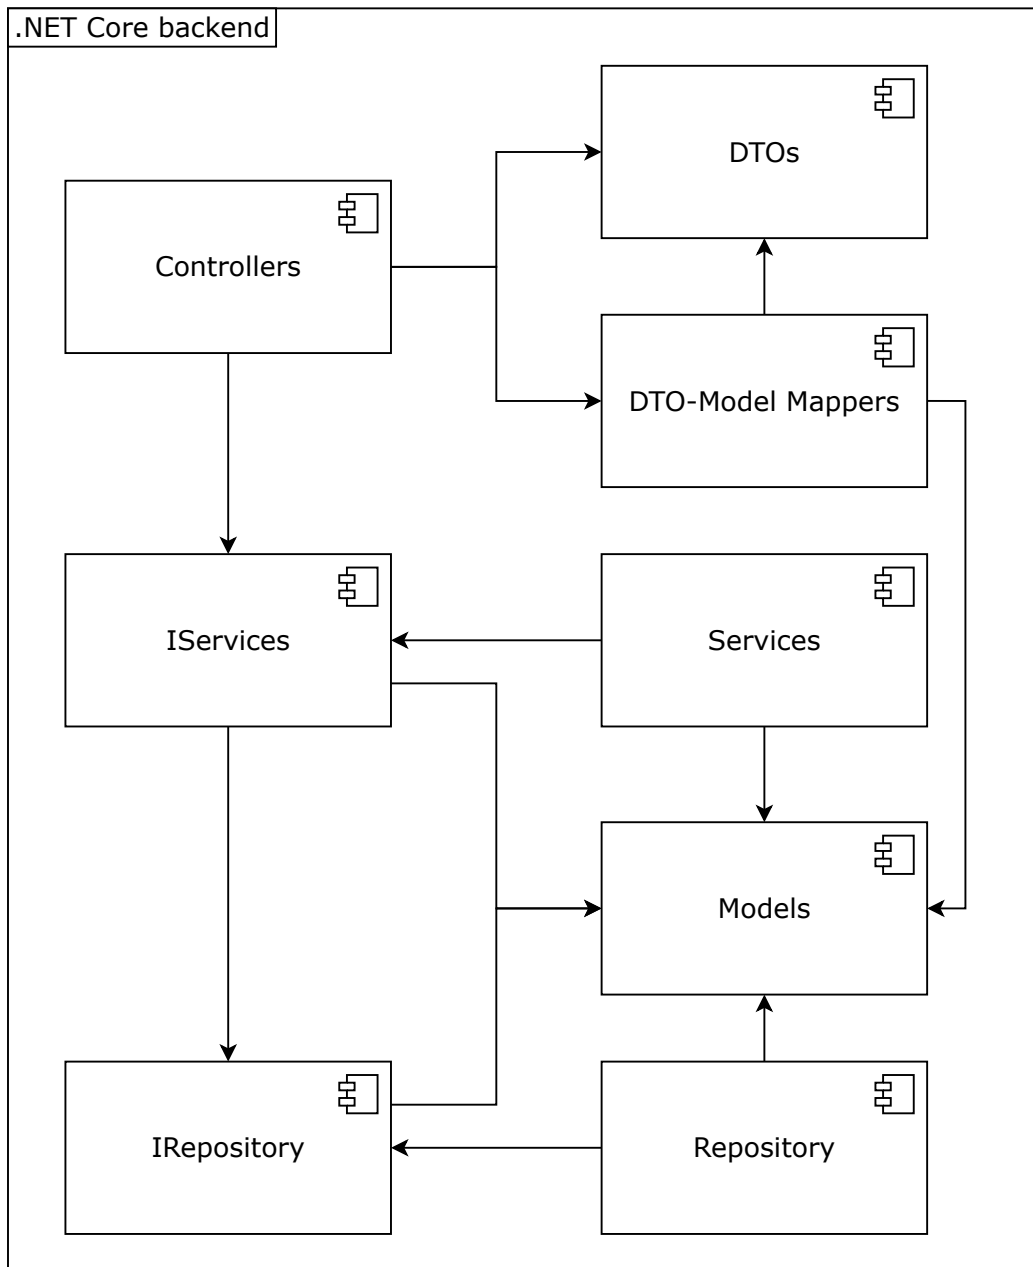 .NET Core backend
DTOs
Controllers
DTO-Model Mappers
IServices
Services
Models
IRepository
Repository